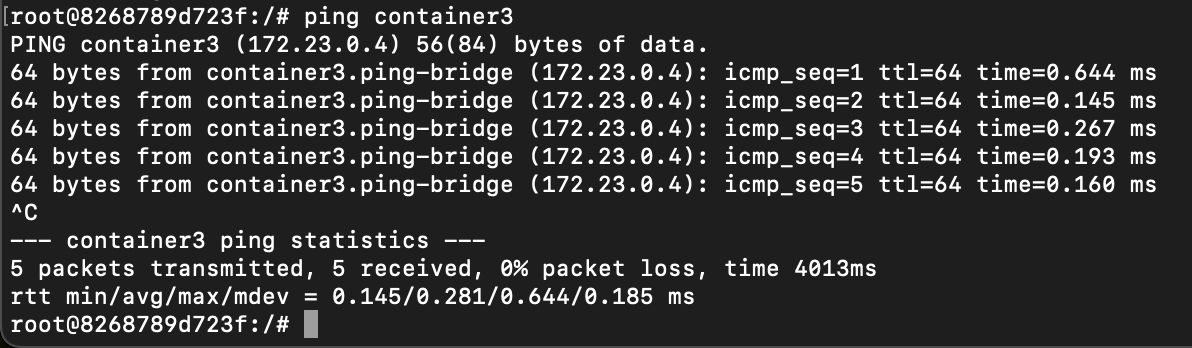 [root@8268789d723f:/# ping container3
PING container3 (172.23.0.4) 56(84) bytes of data.
64 bytes from container3.ping-bridge (172.23.0.4): icmp_seq=1 ttl=64 time=0.644 ms
64 bytes from container3.ping-bridge (172.23.0.4): icmp_seq=2 ttl=64 time=0.145 ms
64 bytes from container3.ping-bridge (172.23.0.4): icmp_seq=3 ttl=64 time=0.267 ms
64 bytes from container3.ping-bridge (172.23.0.4): icmp_seq=4 ttl=64 time=0.193 ms
64 bytes from container3.ping-bridge (172.23.0.4): icmp_seq=5 ttl=64 time=0.160 ms
^C
--- container3 ping statistics ---
5 packets transmitted, 5 received, 0% packet loss, time 4013ms
rtt min/avg/max/mdev = 0.145/0.281/0.644/0.185 ms
root@8268789d723f:/#